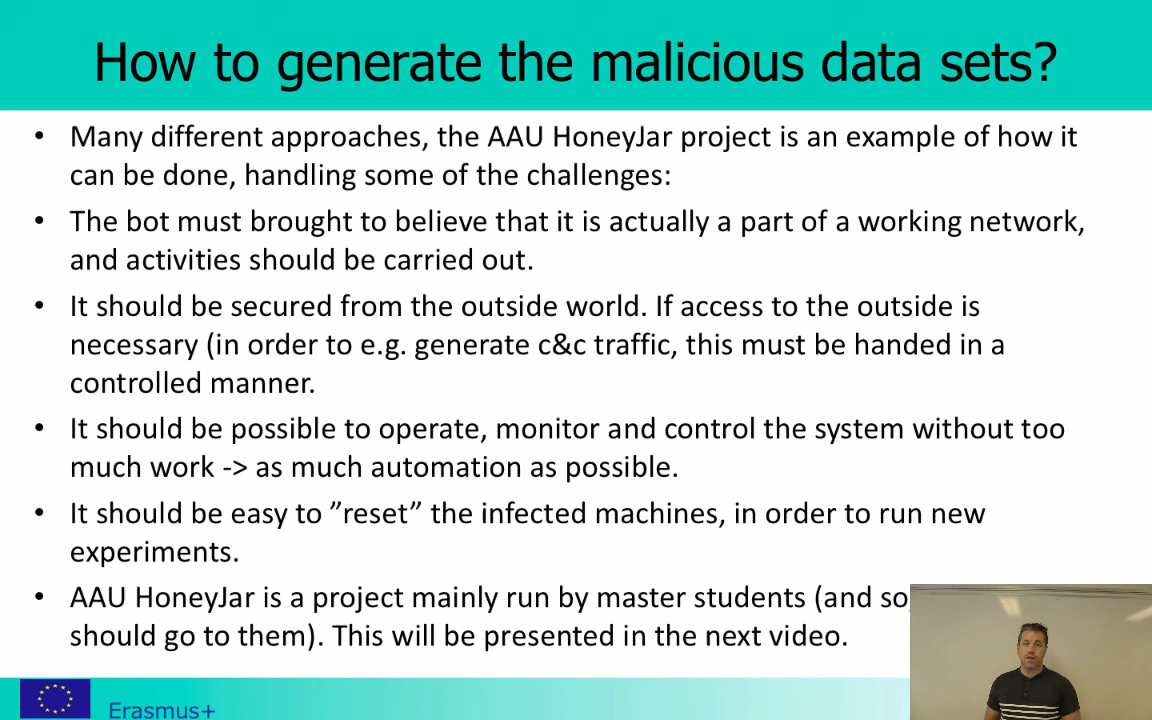 How to generate the malicious data sets?
• Many different approaches, the AAU HoneyJar project is an example of how it
can be done, handling some of the challenges:
• The bot must brought to believe that it is actually a part of a working network,
and activities should be carried out.
• It should be secured from the outside world. If access to the outside is
necessary (in order to e.g. generate c&c traffic, this must be handed in a
controlled manner.
• It should be possible to operate, monitor and control the system without too
much work -> as much automation as possible.
• It should be easy to ”reset” the infected machines, in order to run new
experiments.
• AAU HoneyJar is a project mainly run by master students (and so
should go to them). This will be presented in the next video.
Erasmus+